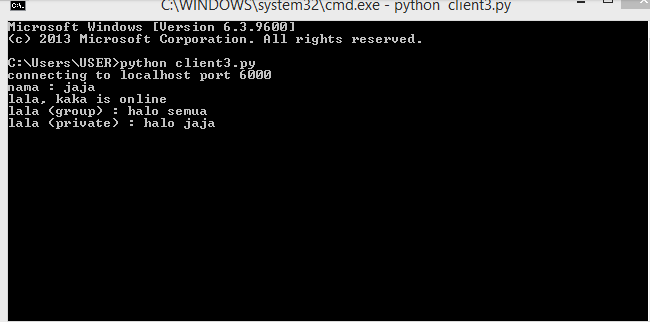 C:\WINDOWS\system32\cmd.exe - python client3.py
Microsoft Windows [Version 6.3.9600]
(c) 2013 Microsoft Corporation. All rights reserved.
C:\Users\USER>python client3.py
connecting to localhost port 6000
nama : jaja
lala, kaka is online
lala (group) : halo semua
lala (private) : halo jaja